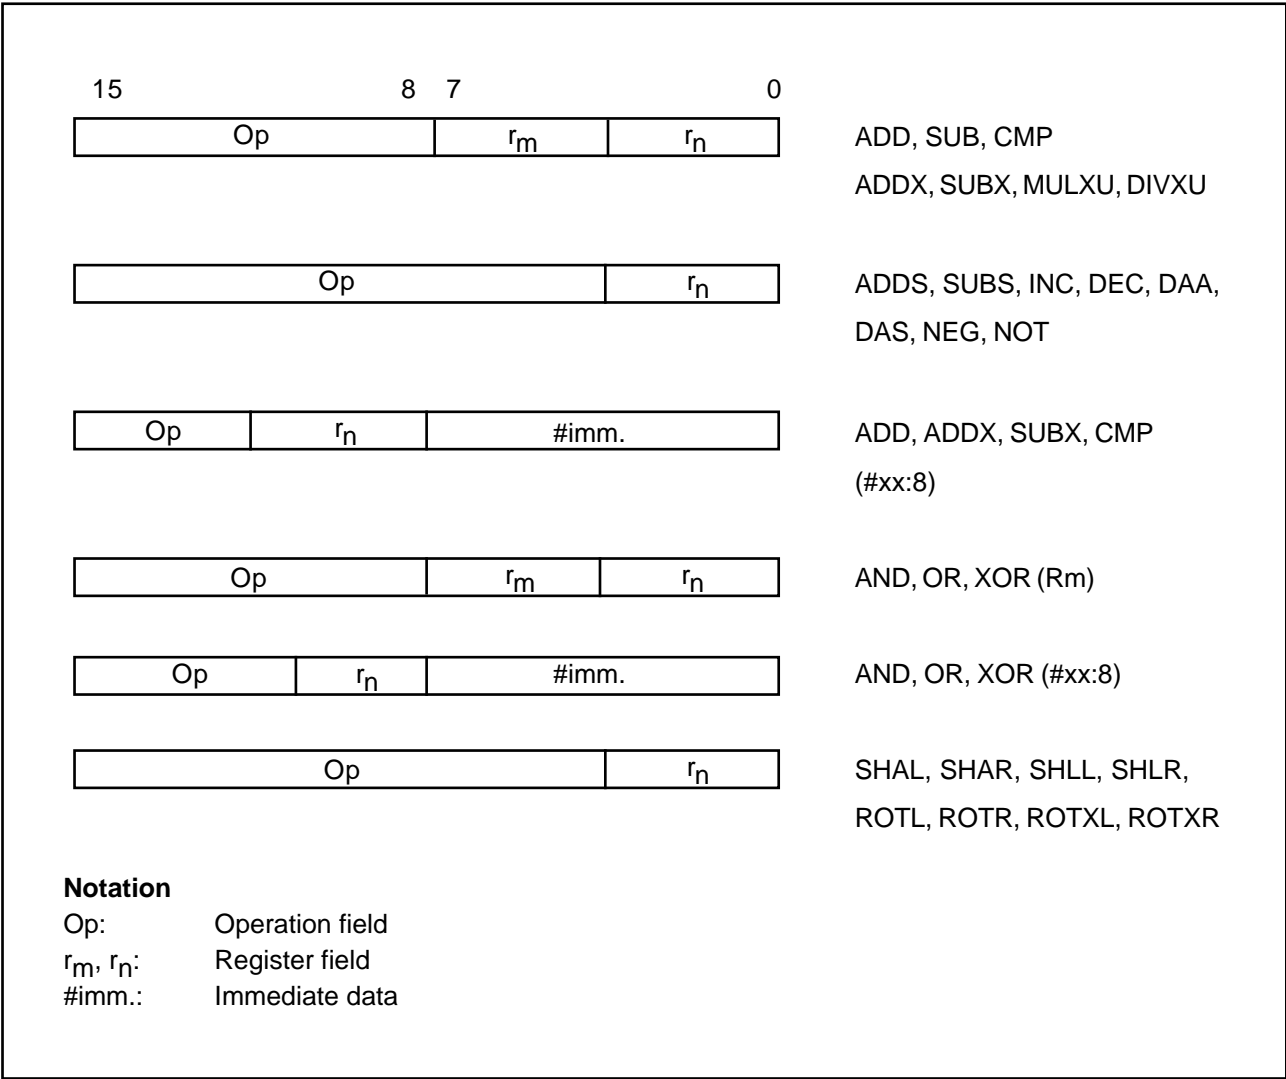 15 8 7 0
Op rm rn ADD, SUB, CMP
ADDX, SUBX, MULXU, DIVXU
Op rn ADDS, SUBS, INC, DEC, DAA,
DAS, NEG, NOT
Op rn #imm. ADD, ADDX, SUBX, CMP
(#xx:8)
Op rm rn AND, OR, XOR (Rm)
Op rn #imm. AND, OR, XOR (#xx:8)
Op rn SHAL, SHAR, SHLL, SHLR,
ROTL, ROTR, ROTXL, ROTXR
Notation
Op: Operation field
rm, rn: Register field
#imm.: Immediate data